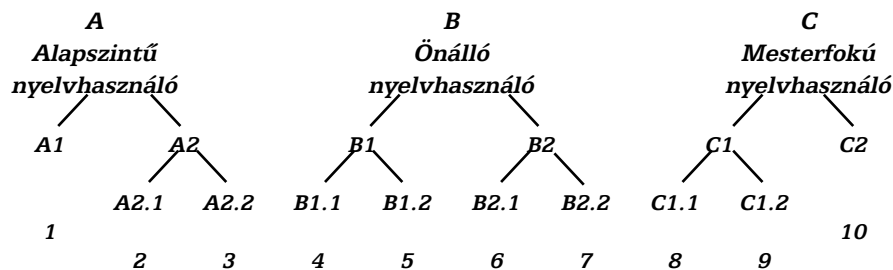 A B C
Alapszintű Önálló Mesterfokú
nyelvhasználó nyelvhasználó nyelvhasználó
A1 A2 B1 B2 C1 C2
A2.1 A2.2 B1.1 B1.2 B2.1 B2.2 C1.1 C1.2
1 10
2 3 4 5 6 7 8 9